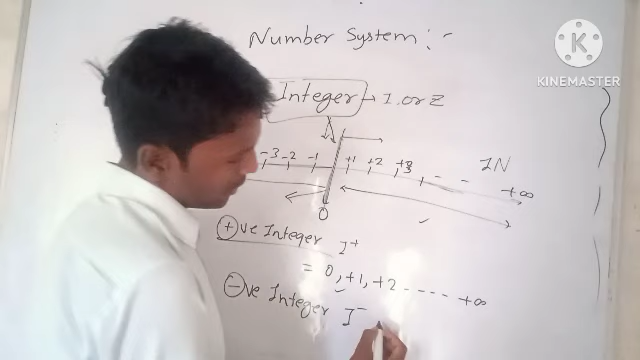 Number System :-
K
KINEMASTER
Integer → I or Z
-3 -2 -1 +1 +2 +3 - - IN
+∞
0
+ve Integer I⁺
= 0, +1, +2 ..... +∞
-ve Integer I⁻